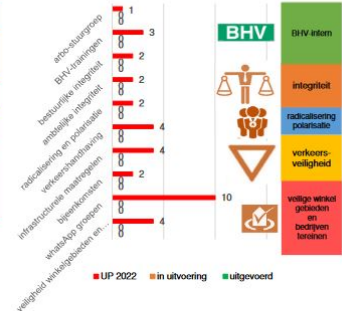 arbo-stuurgroep
BHV-trainingen
bestuurlijke integriteit
ambtelijke integriteit
radicalisering en polarisatie
verkeershandhaving
infrastructurele maatregelen
bijeenkomsten
whatsApp groepen
veiligheid winkelgebieden en...
1
0
0
3
0
0
2
0
0
2
0
0
2
0
0
4
0
0
4
0
0
2
0
0
10
0
0
4
0
0
BHV
BHV-intern
integriteit
radicalisering
polarisatie
verkeers-
veiligheid
veilige winkel
gebieden
en
bedrijven
tereinen
UP 2022
in uitvoering
uitgevoerd